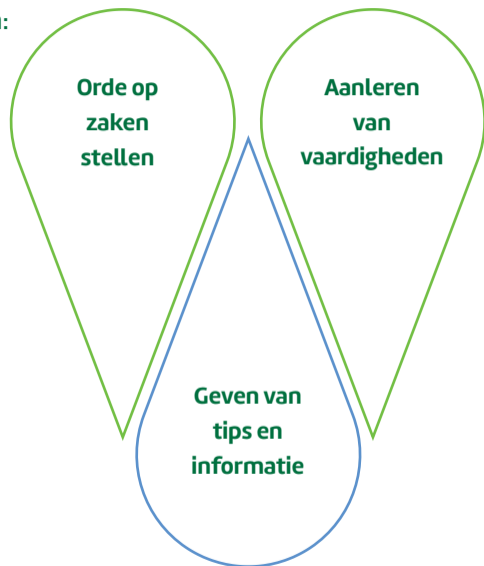 Orde op
zaken
stellen
Aanleren
van
vaardigheden
Geven van
tips en
informatie